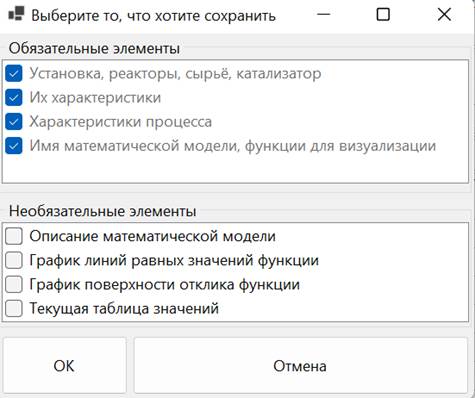 Выберите то, что хотите сохранить
Обязательные элементы
Установка, реакторы, сырьё, катализатор
Их характеристики
Характеристики процесса
Имя математической модели, функции для визуализации
Необязательные элементы
Описание математической модели
График линий равных значений функции
График поверхности отклика функции
Текущая таблица значений
ОК
Отмена